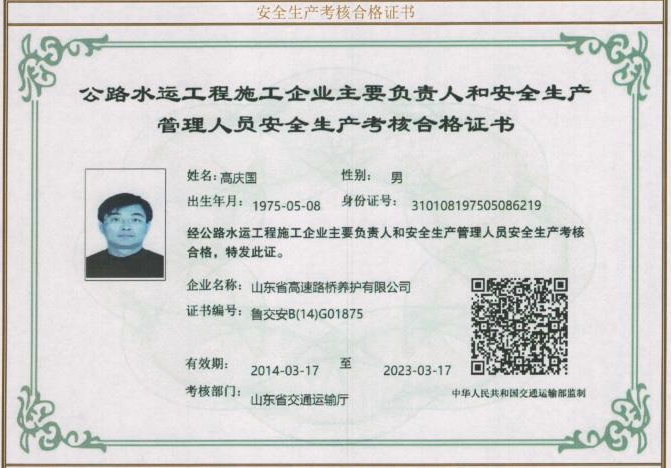 安全生产考核合格证书
公路水运工程施工企业主要负责人和安全生产
管理人员安全生产考核合格证书
姓名:高庆国 性别: 男
出生年月: 1975-05-08 身份证号: 310108197505086219
经公路水运工程施工企业主要负责人和安全生产管理人员安全生产考核
合格，特发此证。
企业名称: 山东省高速路桥养护有限公司
证书编号: 鲁交安B(14)G01875
有效期: 2014-03-17 至 2023-03-17
考核部门: 山东省交通运输厅
中华人民共和国交通运输部监制